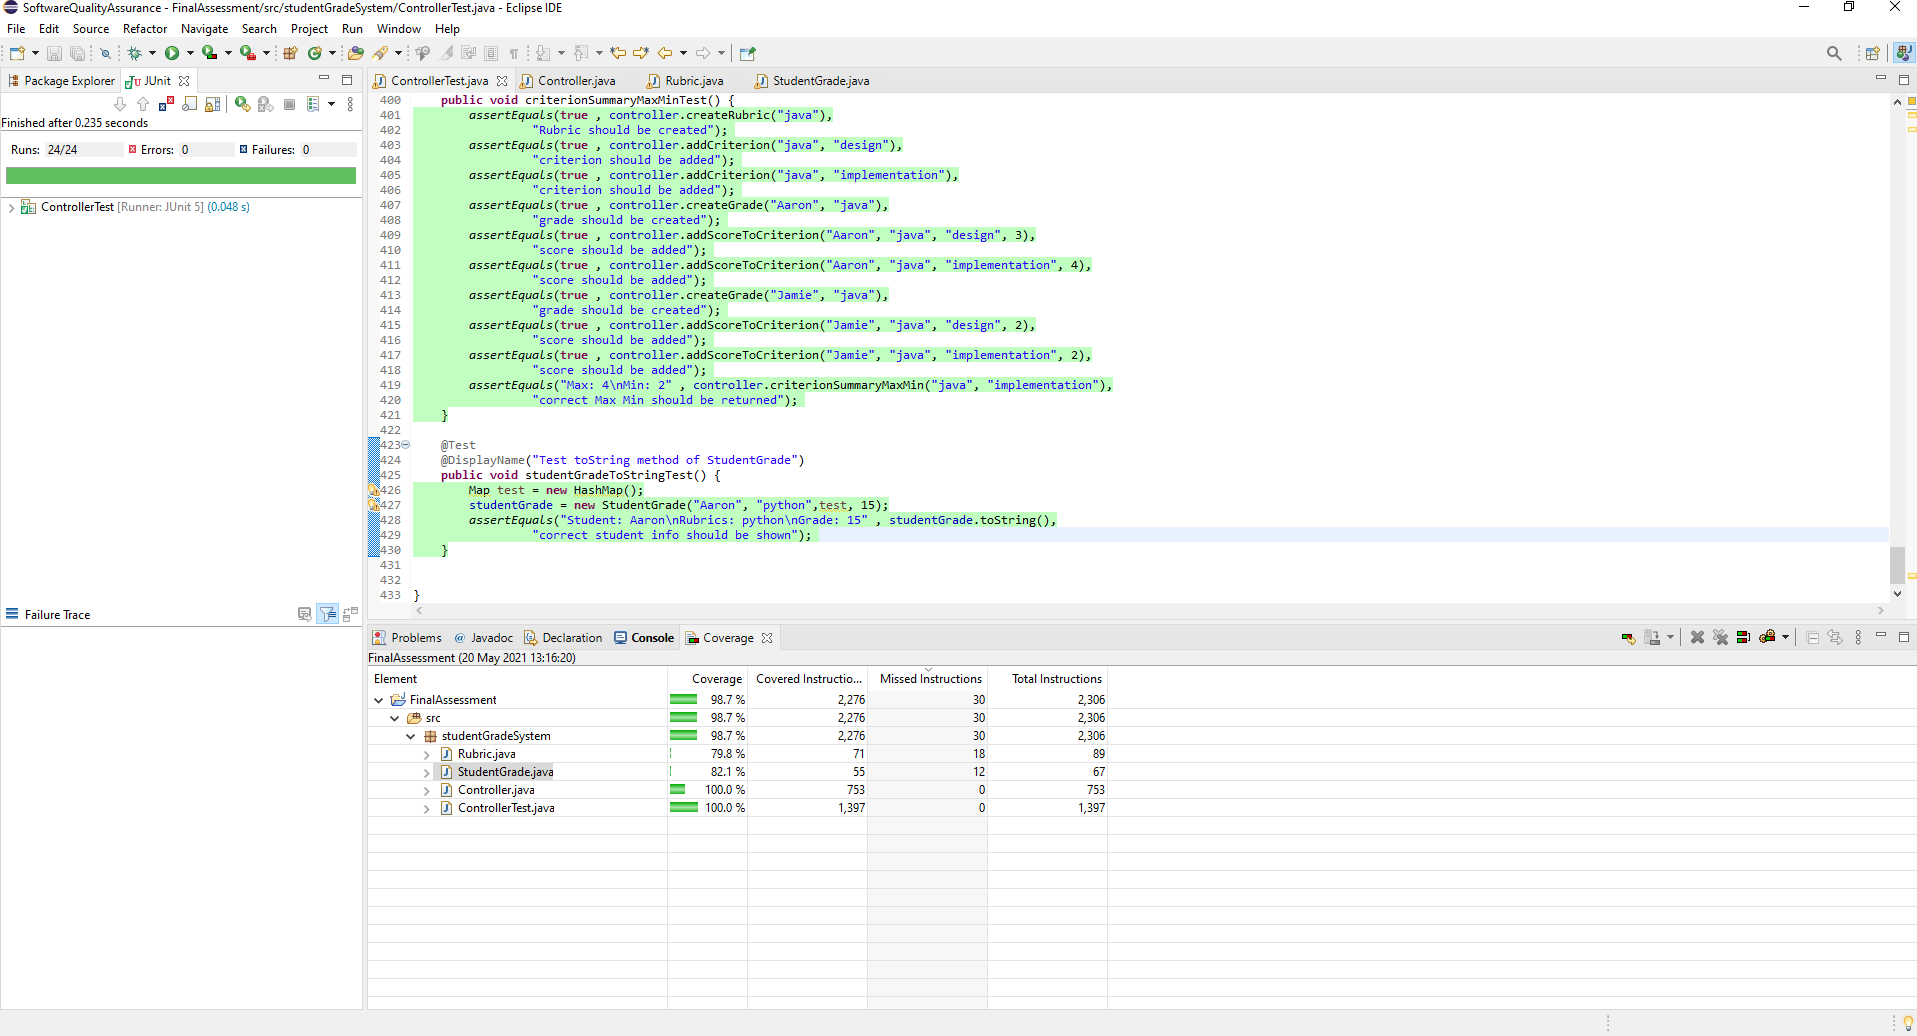 SoftwareQualityAssurance - FinalAssessment/src/studentGradeSystem/ControllerTest.java - Eclipse IDE
File Edit Source Refactor Navigate Search Project Run Window Help
Package Explorer JUnit
Finished after 0.235 seconds
Runs: 24/24 Errors: 0 Failures: 0
ControllerTest [Runner: JUnit 5] (0.048 s)
Failure Trace
ControllerTest.java Controller.java Rubric.java StudentGrade.java
400 public void criterionSummaryMaxMinTest() {
401 assertEquals(true , controller.createRubric("java"),
402 "Rubric should be created");
403 assertEquals(true , controller.addCriterion("java", "design"),
404 "criterion should be added");
405 assertEquals(true , controller.addCriterion("java", "implementation"),
406 "criterion should be added");
407 assertEquals(true , controller.createGrade("Aaron", "java"),
408 "grade should be created");
409 assertEquals(true , controller.addScoreToCriterion("Aaron", "java", "design", 3),
410 "score should be added");
411 assertEquals(true , controller.addScoreToCriterion("Aaron", "java", "implementation", 4),
412 "score should be added");
413 assertEquals(true , controller.createGrade("Jamie", "java"),
414 "grade should be created");
415 assertEquals(true , controller.addScoreToCriterion("Jamie", "java", "design", 2),
416 "score should be added");
417 assertEquals(true , controller.addScoreToCriterion("Jamie", "java", "implementation", 2),
418 "score should be added");
419 assertEquals("Max: 4\nMin: 2" , controller.criterionSummaryMaxMin("java", "implementation"),
420 "correct Max Min should be returned");
421 }
422
423 @Test
424 @DisplayName("Test toString method of StudentGrade")
425 public void studentGradeToStringTest() {
426 Map test = new HashMap();
427 studentGrade = new StudentGrade("Aaron", "python",test, 15);
428 assertEquals("Student: Aaron\nRubrics: python\nGrade: 15" , studentGrade.toString(),
429 "correct student info should be shown");
430 }
431
432
433 }
Problems @ Javadoc Declaration Console Coverage
FinalAssessment (20 May 2021 13:16:20)
Element Coverage Covered Instructio... Missed Instructions Total Instructions
FinalAssessment 98.7 % 2,276 30 2,306
src 98.7 % 2,276 30 2,306
studentGradeSystem 98.7 % 2,276 30 2,306
Rubric.java 79.8 % 71 18 89
StudentGrade.java 82.1 % 55 12 67
Controller.java 100.0 % 753 0 753
ControllerTest.java 100.0 % 1,397 0 1,397